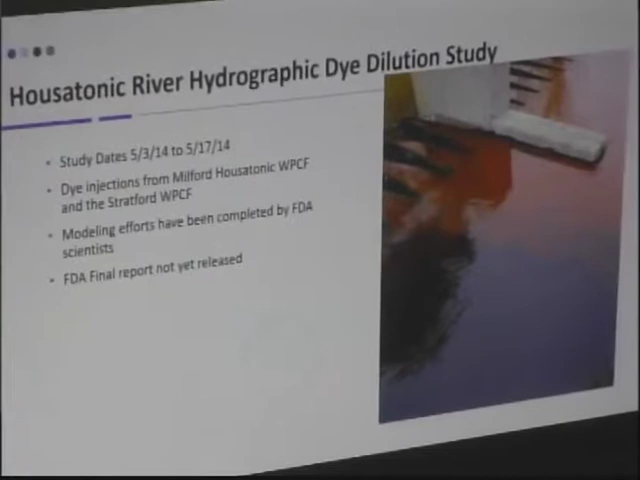 Housatonic River Hydrographic Dye Dilution Study
• Study Dates 5/3/14 to 5/17/14
• Dye injections from Milford Housatonic WPCF
and the Stratford WPCF
• Modeling efforts have been completed by FDA
scientists
• FDA Final report not yet released